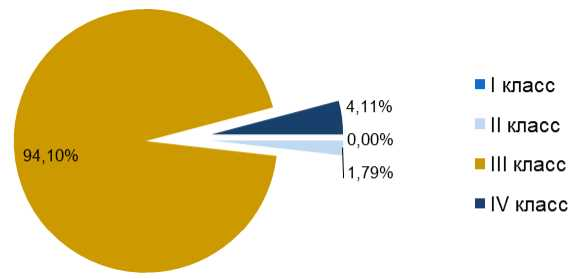 4,11%
0,00%
1,79%
94,10%
I класс
II класс
III класс
IV класс